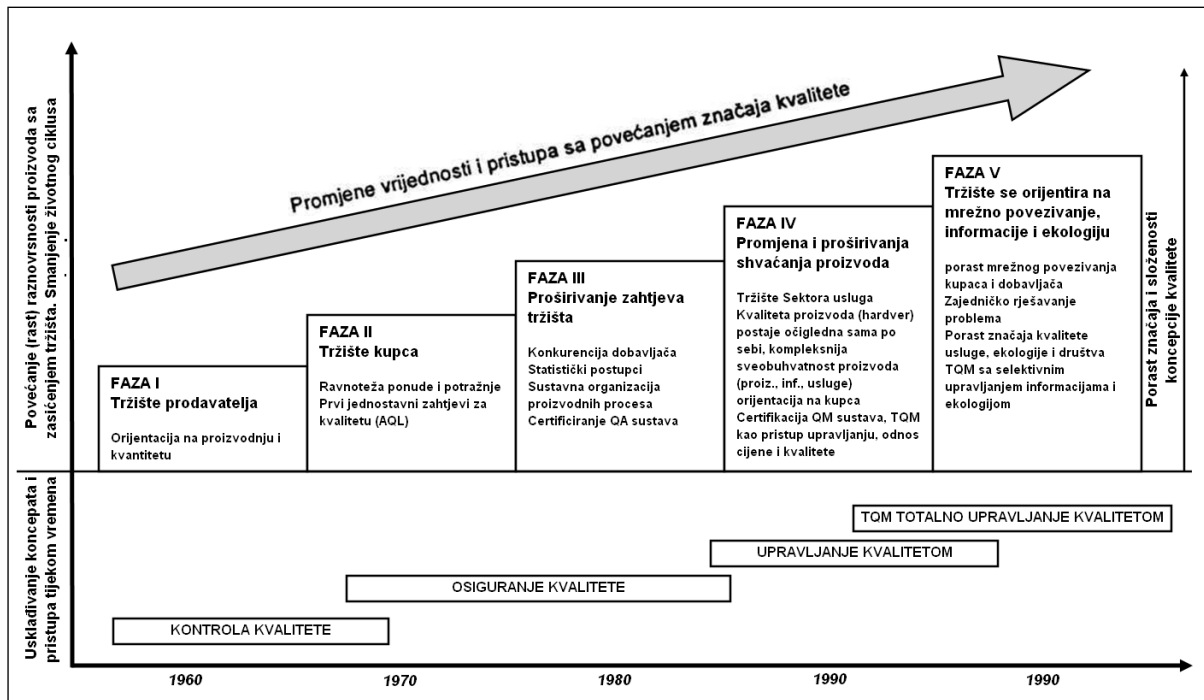 Povećanje (rast) raznovrsnosti proizvoda sa
zasićenjem tržišta. Smanjenje životnog ciklusa
Promjene vrijednosti i pristupa sa povećanjem značaja kvalitete
FAZA I
Tržište prodavatelja
Orijentacija na proizvodnju i
kvantitetu
FAZA II
Tržište kupca
Ravnoteža ponude i potražnje
Prvi jednostavni zahtjevi za
kvalitetu (AQL)
FAZA III
Proširivanje zahtjeva
tržišta
Konkurencija dobavljača
Statistički postupci
Sustavna organizacija
proizvodnih procesa
Certificiranje QA sustava
FAZA IV
Promjena i proširivanja
shvaćanja proizvoda
Tržište Sektora usluga
Kvaliteta proizvoda (hardver)
postaje očigledna sama po
sebi, kompleksnija
sveobuhvatnost proizvoda
(proiz., inf., usluge)
orijentacija na kupca
Certifikacija QM sustava, TQM
kao pristup upravljanju, odnos
cijene i kvalitete
FAZA V
Tržište se orijentira na
mrežno povezivanje,
informacije i ekologiju
porast mrežnog povezivanja
kupaca i dobavljača
Zajedničko rješavanje
problema
Porast značaja kvalitete
usluge, ekologije i društva
TQM sa selektivnim
upravljanjem informacijama i
ekologijom
Porast značaja i složenosti
koncepcije kvalitete
Usklađivanje koncepata i
pristupa tijekom vremena
TQM TOTALNO UPRAVLJANJE KVALITETOM
UPRAVLJANJE KVALITETOM
OSIGURANJE KVALITETE
KONTROLA KVALITETE
1960
1970
1980
1990
1990